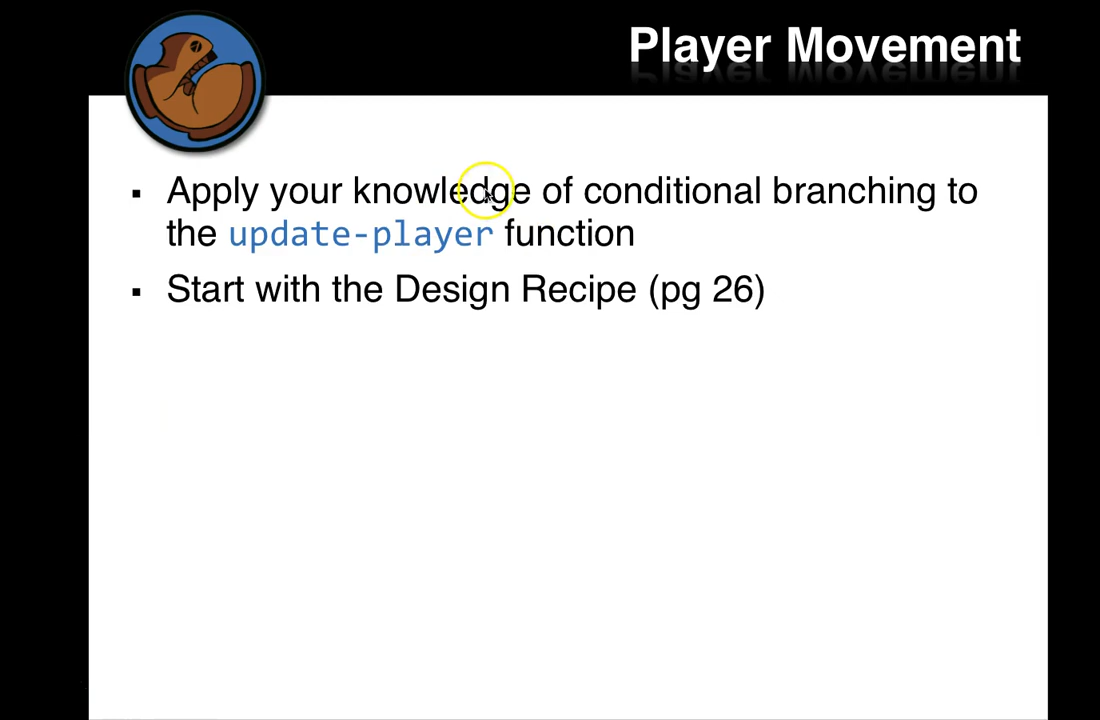 Player Movement
▪ Apply your knowledge of conditional branching to
the update-player function
▪ Start with the Design Recipe (pg 26)